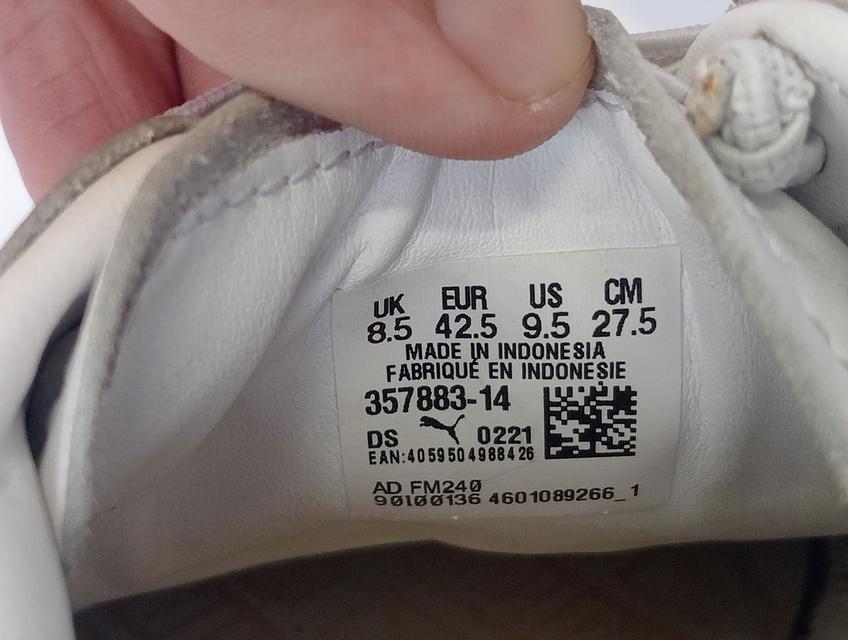 UK EUR US CM
8.5 42.5 9.5 27.5
MADE IN INDONESIA
FABRIQUÉ EN INDONESIE
357883-14
DS 0221
EAN:4059504988426
AD FM240
90100136 4601089266_1